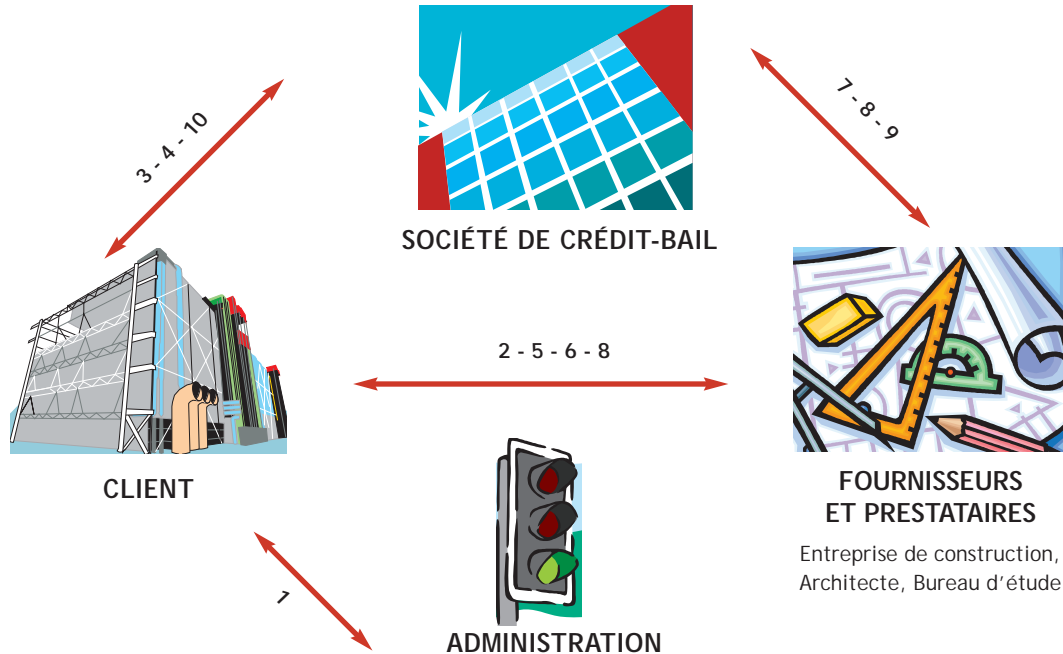 3 - 4 - 10
7 - 8 - 9
SOCIÉTÉ DE CRÉDIT-BAIL
2 - 5 - 6 - 8
CLIENT
FOURNISSEURS
ET PRESTATAIRES
Entreprise de construction,
Architecte, Bureau d'étude
1
ADMINISTRATION